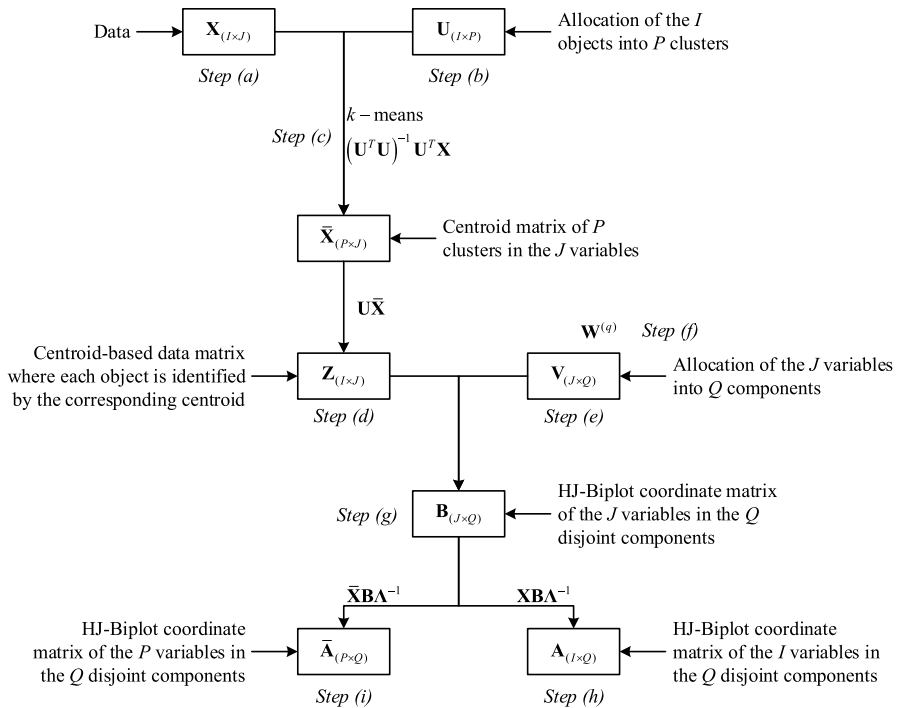 Data
X(I×J)
U(I×P)
Allocation of the I
objects into P clusters
Step (a)
Step (b)
k − means
Step (c)
(UᵀU)⁻¹ UᵀX
X̄(P×J)
Centroid matrix of P
clusters in the J variables
UX̄
W(q)
Step (f)
Centroid-based data matrix
where each object is identified
by the corresponding centroid
Z(I×J)
V(J×Q)
Allocation of the J variables
into Q components
Step (d)
Step (e)
Step (g)
B(J×Q)
HJ-Biplot coordinate matrix
of the J variables in the Q
disjoint components
X̄BΛ⁻¹
XBΛ⁻¹
HJ-Biplot coordinate
matrix of the P variables in
the Q disjoint components
Ā(P×Q)
A(I×Q)
HJ-Biplot coordinate
matrix of the I variables in
the Q disjoint components
Step (i)
Step (h)